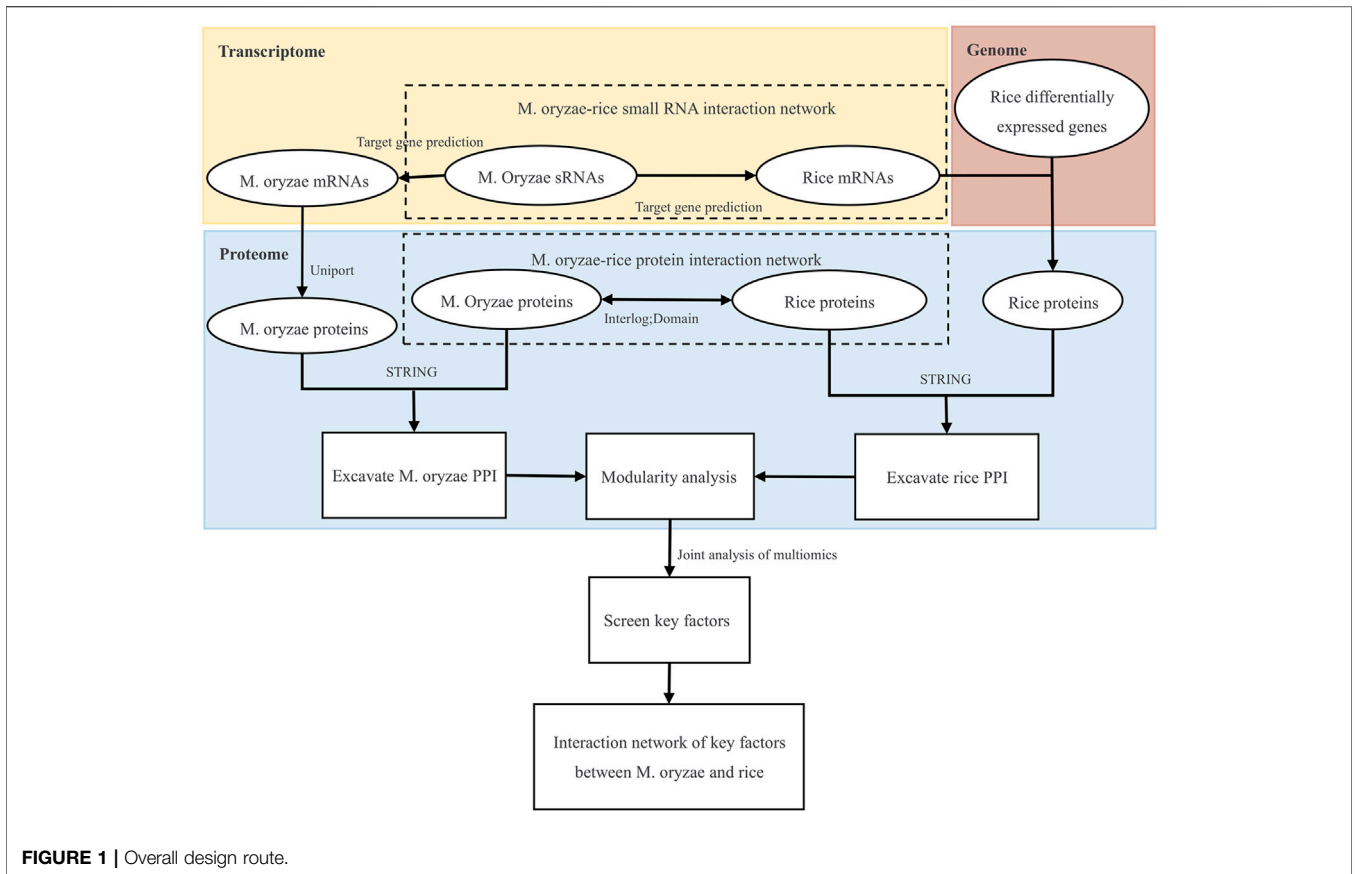 Transcriptome
Genome
M. oryzae-rice small RNA interaction network
Rice differentially
expressed genes
Target gene prediction
M. oryzae mRNAs
M. Oryzae sRNAs
Rice mRNAs
Target gene prediction
Proteome
M. oryzae-rice protein interaction network
Uniport
M. Oryzae proteins
Rice proteins
Rice proteins
Interlog;Domain
M. oryzae proteins
STRING
STRING
Excavate M. oryzae PPI
Modularity analysis
Excavate rice PPI
Joint analysis of multiomics
Screen key factors
Interaction network of key factors
between M. oryzae and rice
FIGURE 1 | Overall design route.